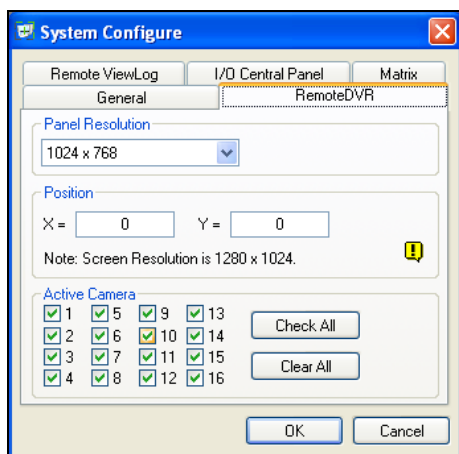 System Configure
Remote ViewLog I/O Central Panel Matrix
General RemoteDVR
Panel Resolution
1024 x 768
Position
X = 0 Y = 0
Note: Screen Resolution is 1280 x 1024.
Active Camera
1 5 9 13
2 6 10 14
3 7 11 15
4 8 12 16
Check All
Clear All
OK Cancel